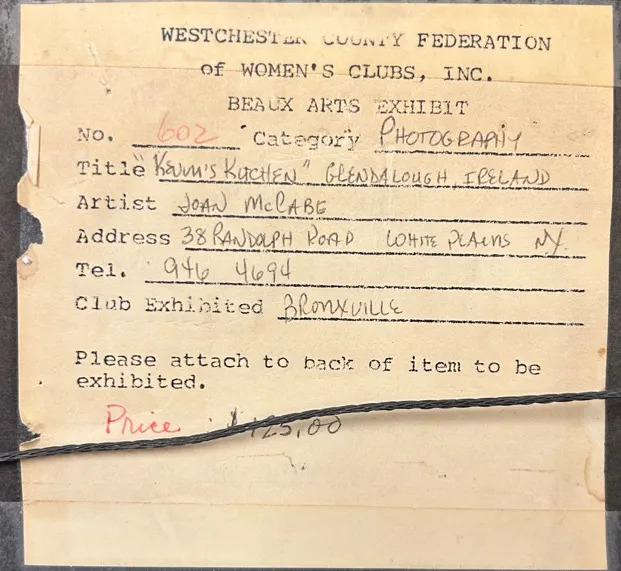 WESTCHESTER COUNTY FEDERATION
of WOMEN'S CLUBS, INC.
BEAUX ARTS EXHIBIT
No. 602 Category PHOTOGRAPHY
Title "KEVIN'S KITCHEN" GLENDALOUGH, IRELAND
Artist JOAN McCABE
Address 38 RANDOLPH ROAD WHITE PLAINS NY.
Tel. 946 4694
Club Exhibited BRONXVILLE
Please attach to back of item to be
exhibited.
Price $125.00